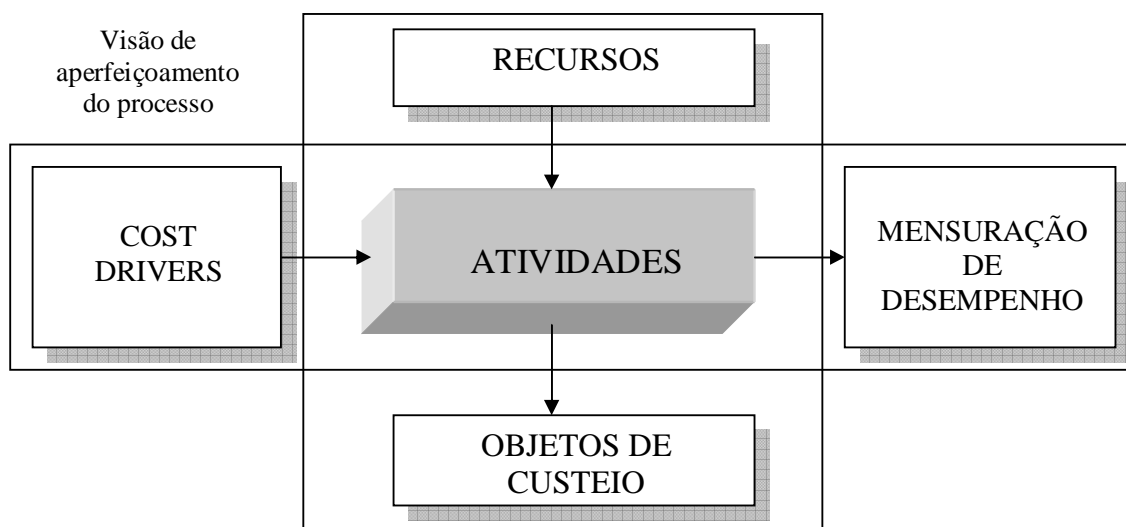 Visão de
aperfeiçoamento
do processo
RECURSOS
COST
DRIVERS
ATIVIDADES
MENSURAÇÃO
DE
DESEMPENHO
OBJETOS DE
CUSTEIO